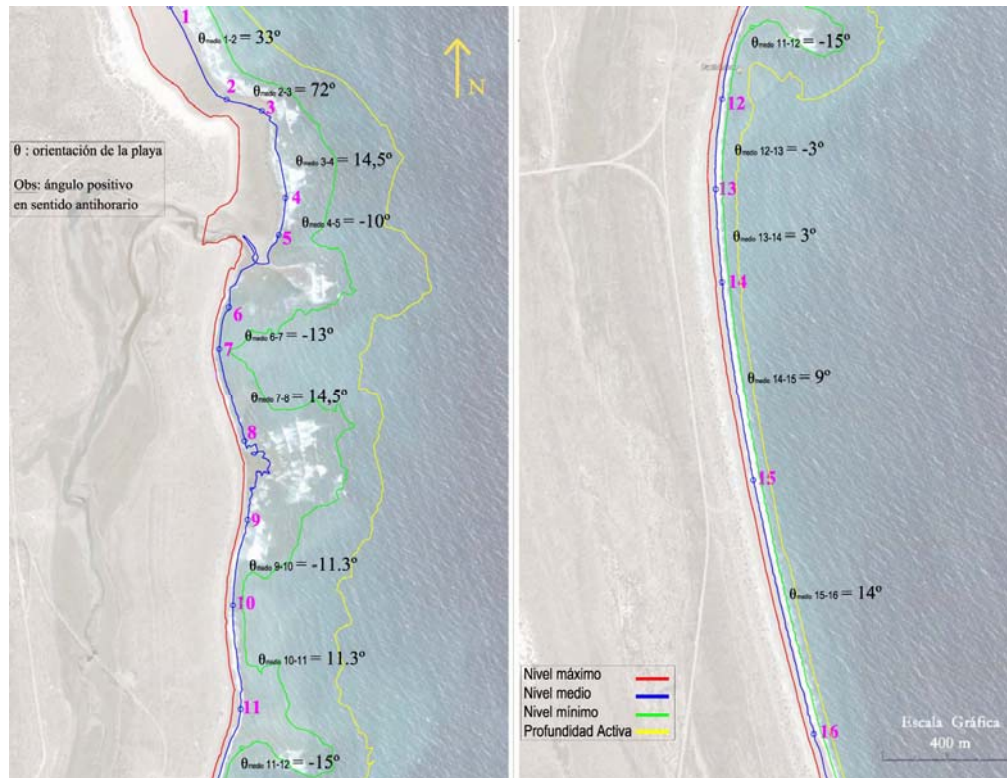 1
θmedio 1-2 = 33º
2
θmedio 2-3 = 72º
3
N
θ : orientación de la playa
Obs: ángulo positivo
en sentido antihorario
θmedio 3-4 = 14,5º
4
θmedio 4-5 = -10º
5
6
θmedio 6-7 = -13º
7
θmedio 7-8 = 14,5º
8
9
θmedio 9-10 = -11.3º
10
θmedio 10-11 = 11.3º
11
θmedio 11-12 = -15º
θmedio 11-12 = -15º
12
θmedio 12-13 = -3º
13
θmedio 13-14 = 3º
14
θmedio 14-15 = 9º
15
θmedio 15-16 = 14º
Nivel máximo
Nivel medio
Nivel mínimo
Profundidad Activa
16
Escala Gráfica
400 m